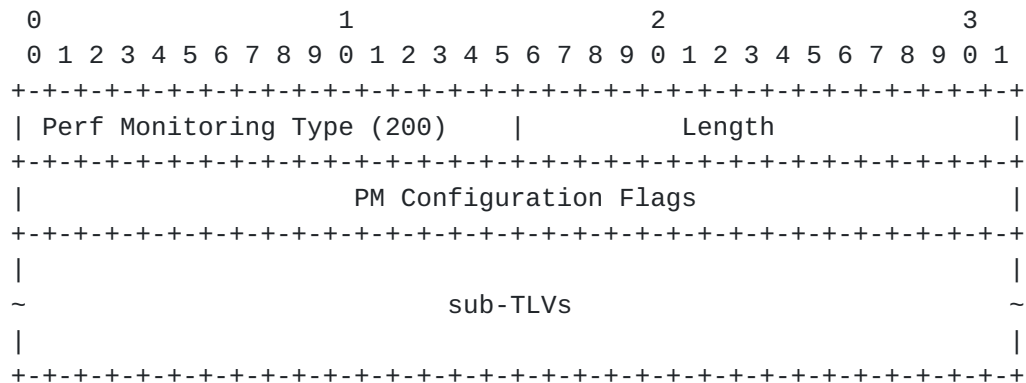 0                   1                   2                   3
 0 1 2 3 4 5 6 7 8 9 0 1 2 3 4 5 6 7 8 9 0 1 2 3 4 5 6 7 8 9 0 1
+-+-+-+-+-+-+-+-+-+-+-+-+-+-+-+-+-+-+-+-+-+-+-+-+-+-+-+-+-+-+-+-+
| Perf Monitoring Type (200)    |          Length               |
+-+-+-+-+-+-+-+-+-+-+-+-+-+-+-+-+-+-+-+-+-+-+-+-+-+-+-+-+-+-+-+-+
|                     PM Configuration Flags                    |
+-+-+-+-+-+-+-+-+-+-+-+-+-+-+-+-+-+-+-+-+-+-+-+-+-+-+-+-+-+-+-+-+
|                                                               |
~                           sub-TLVs                            ~
|                                                               |
+-+-+-+-+-+-+-+-+-+-+-+-+-+-+-+-+-+-+-+-+-+-+-+-+-+-+-+-+-+-+-+-+